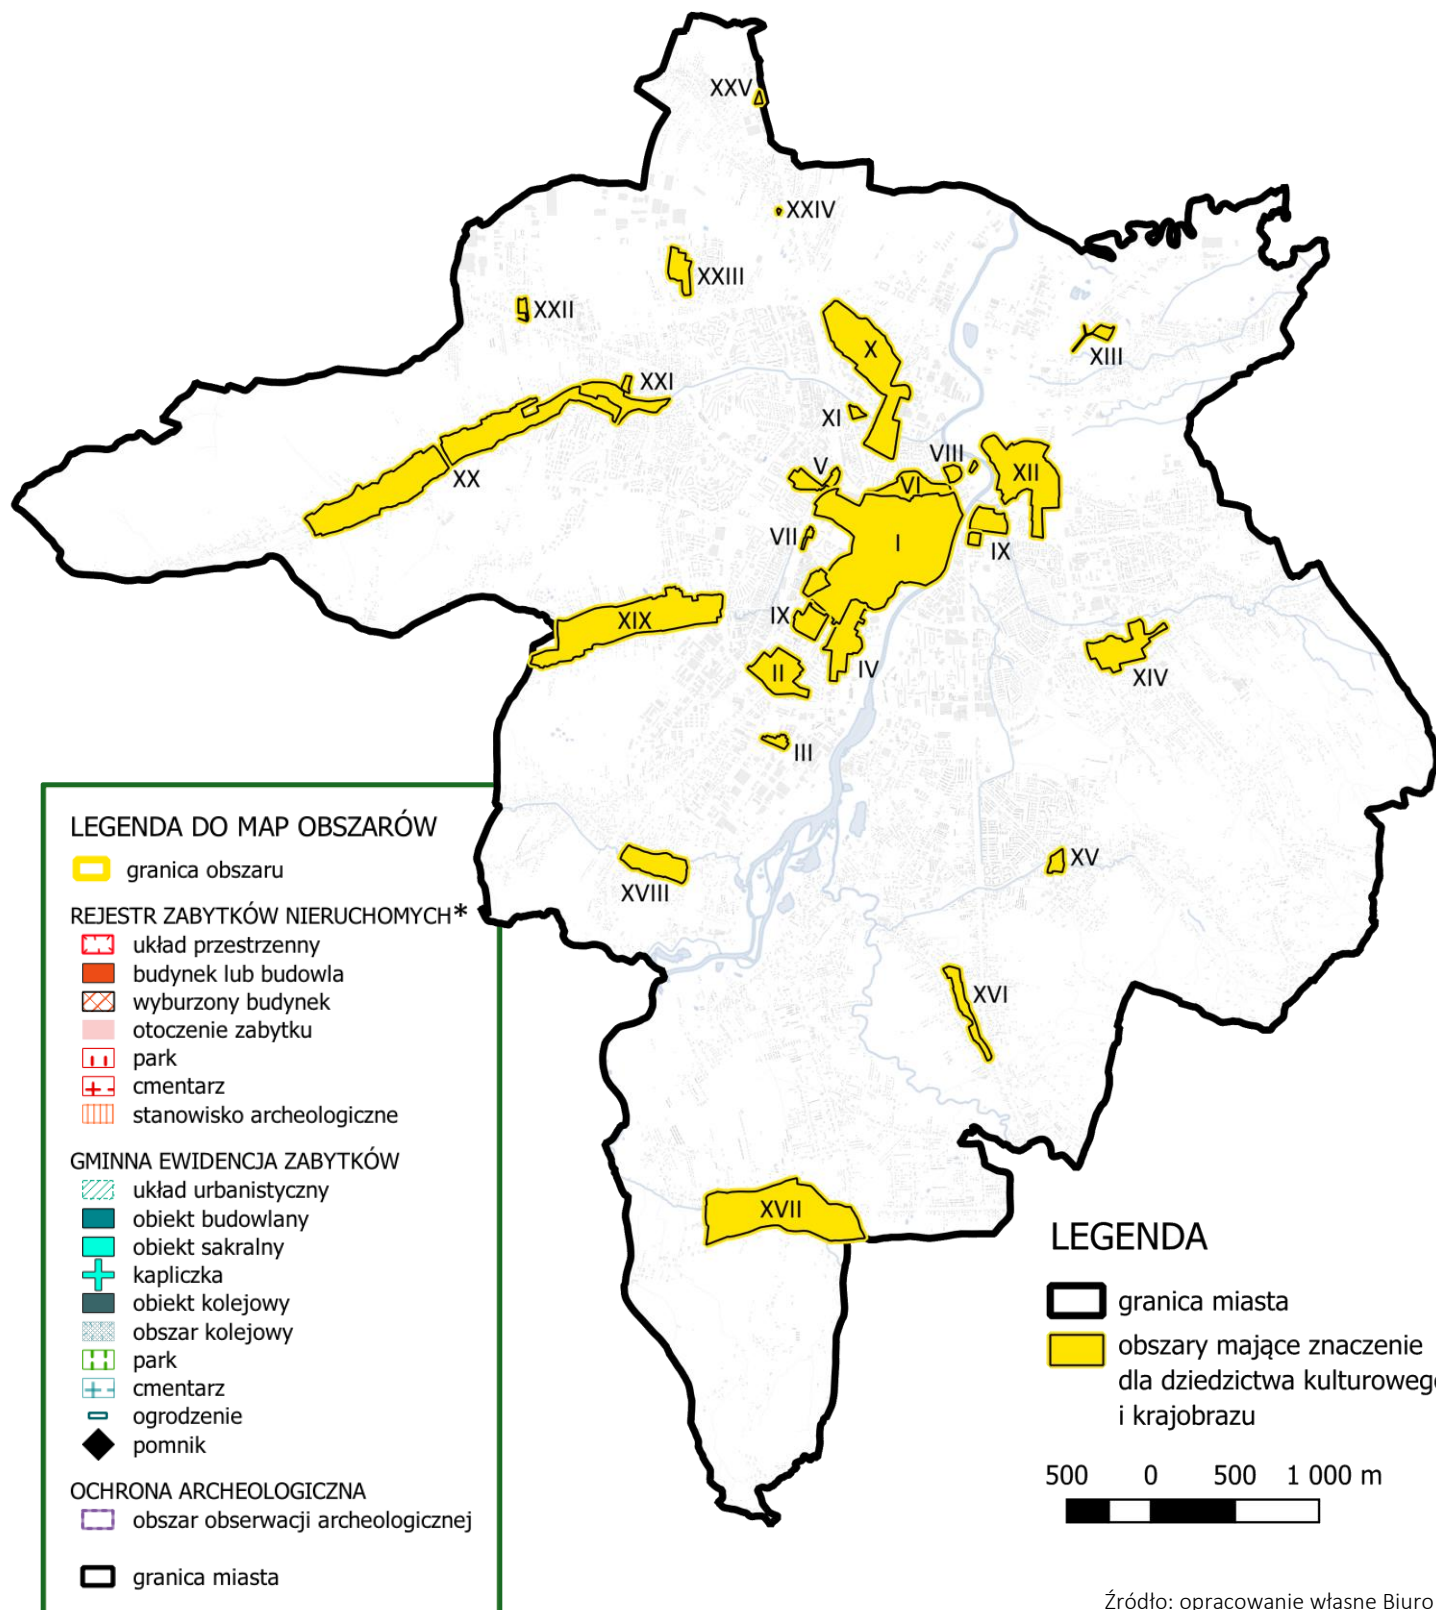 XXV
XXIV
XXIII
XXII
X
XIII
XXI
XI
VIII
V
XII
XX
VI
VII
I
IX
IX
XIX
IV
II
XIV
III
XV
XVIII
XVI
XVII
LEGENDA DO MAP OBSZARÓW
granica obszaru
REJESTR ZABYTKÓW NIERUCHOMYCH*
układ przestrzenny
budynek lub budowla
wyburzony budynek
otoczenie zabytku
park
cmentarz
stanowisko archeologiczne
GMINNA EWIDENCJA ZABYTKÓW
układ urbanistyczny
obiekt budowlany
obiekt sakralny
kapliczka
obiekt kolejowy
obszar kolejowy
park
cmentarz
ogrodzenie
pomnik
OCHRONA ARCHEOLOGICZNA
obszar obserwacji archeologicznej
granica miasta
LEGENDA
granica miasta
obszary mające znaczenie
dla dziedzictwa kulturowego
i krajobrazu
500 0 500 1 000 m
Źródło: opracowanie własne Biuro